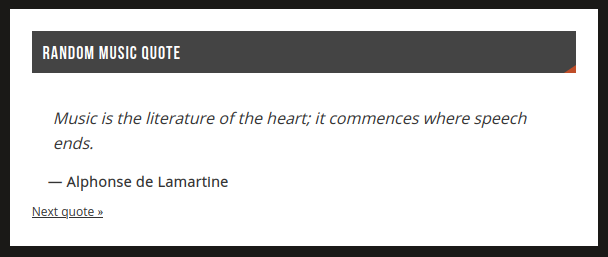 RANDOM MUSIC QUOTE
Music is the literature of the heart; it commences where speech
ends.
— Alphonse de Lamartine
Next quote »